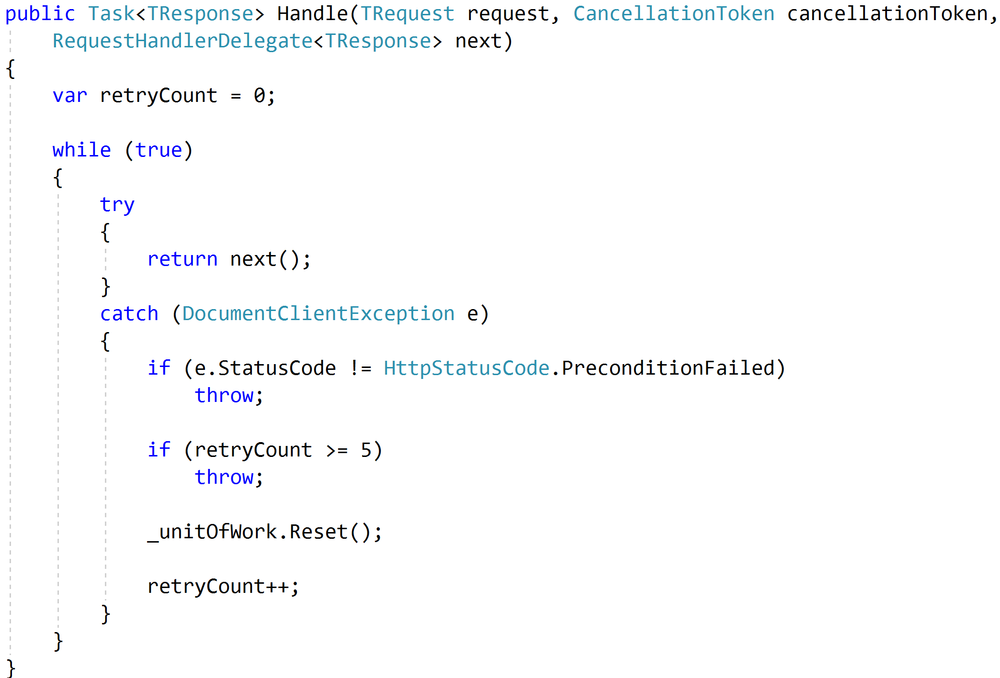 public Task<TResponse> Handle(TRequest request, CancellationToken cancellationToken,
    RequestHandlerDelegate<TResponse> next)
{
    var retryCount = 0;

    while (true)
    {
        try
        {
            return next();
        }
        catch (DocumentClientException e)
        {
            if (e.StatusCode != HttpStatusCode.PreconditionFailed)
                throw;

            if (retryCount >= 5)
                throw;

            _unitOfWork.Reset();

            retryCount++;
        }
    }
}